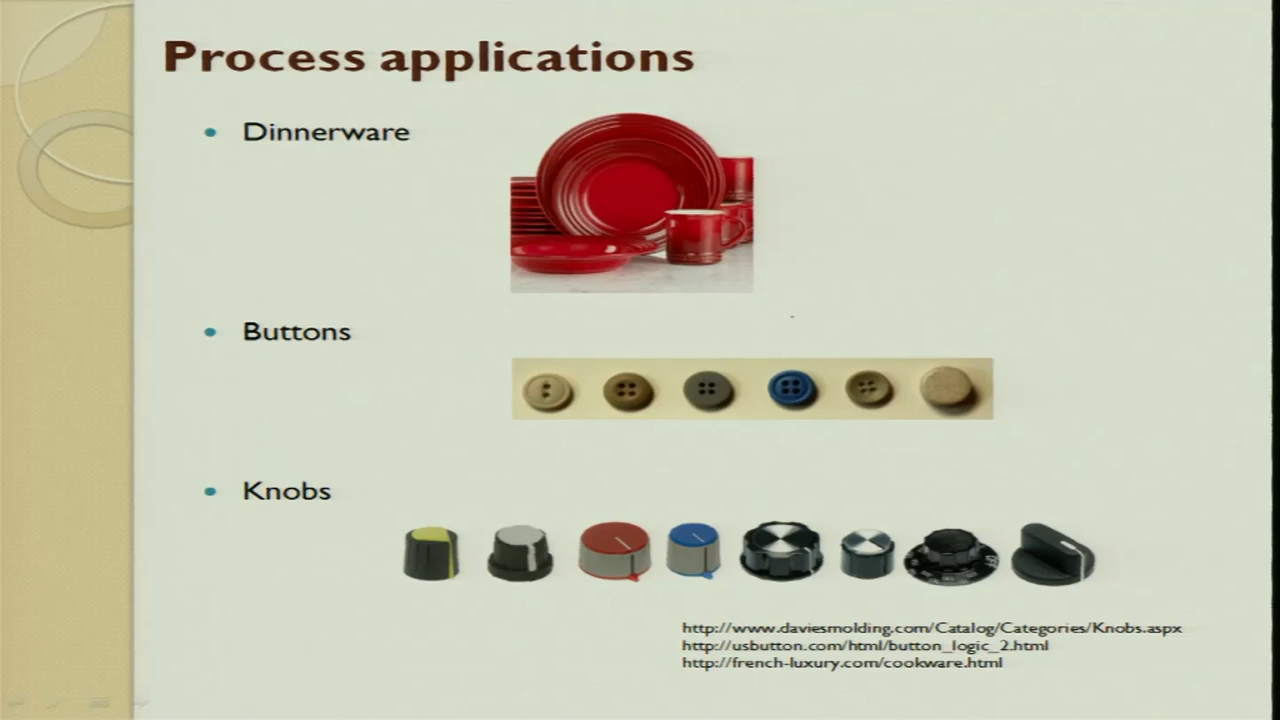 Process applications
• Dinnerware
• Buttons
• Knobs
http://www.daviesmolding.com/Catalog/Categories/Knobs.aspx
http://usbutton.com/html/button_logic_2.html
http://french-luxury.com/cookware.html